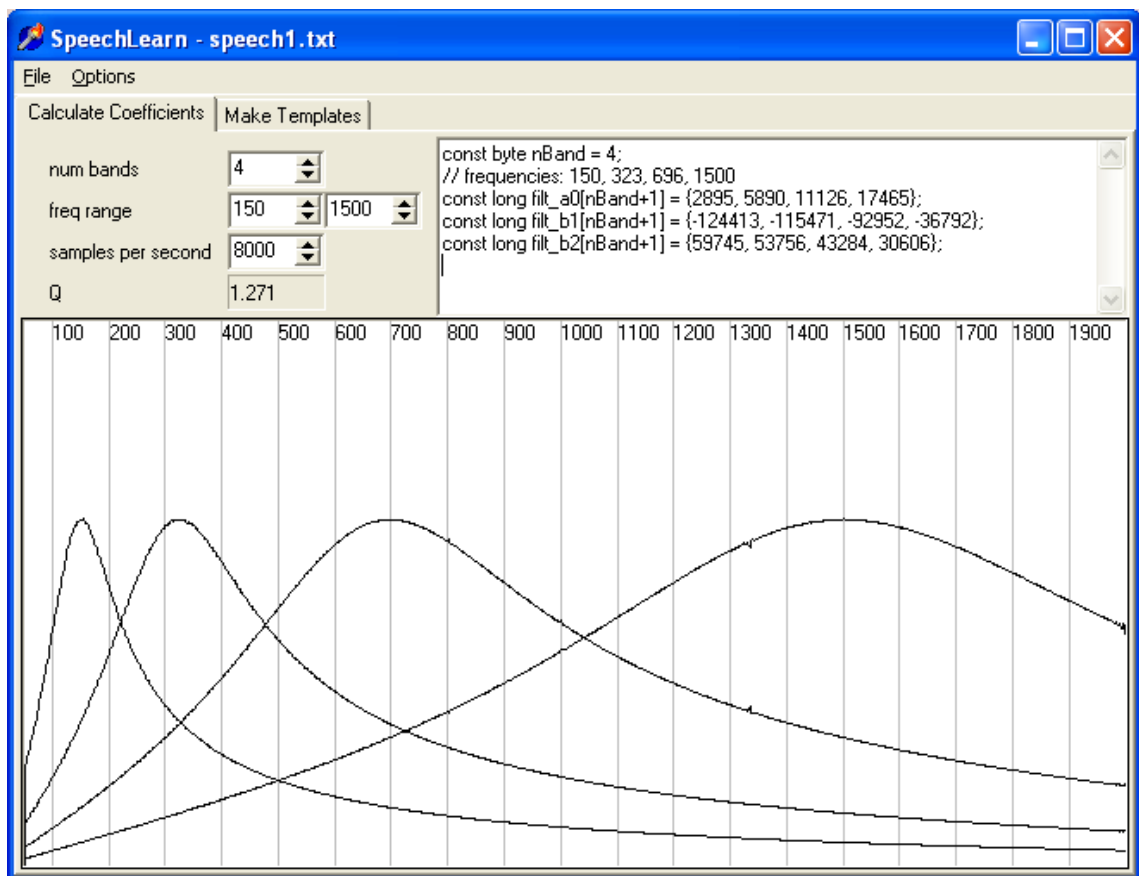 SpeechLearn - speech1.txt
File Options
Calculate Coefficients Make Templates
num bands 4
freq range 150 1500
samples per second 8000
Q 1.271
const byte nBand = 4;
// frequencies: 150, 323, 696, 1500
const long filt_a0[nBand+1] = {2895, 5890, 11126, 17465};
const long filt_b1[nBand+1] = {-124413, -115471, -92952, -36792};
const long filt_b2[nBand+1] = {59745, 53756, 43284, 30606};
100 200 300 400 500 600 700 800 900 1000 1100 1200 1300 1400 1500 1600 1700 1800 1900